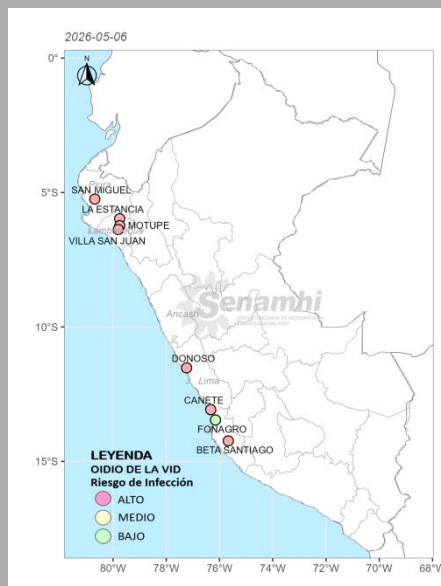 2026-05-06
N
0°
5°S
10°S
15°S
Piura
SAN MIGUEL
LA ESTANCIA
MOTUPE
Lambayeque
VILLA SAN JUAN
Senamhi
Ancash
DONOSO
Lima
CAÑETE
FONAGRO
BETA SANTIAGO
LEYENDA
OIDIO DE LA VID
Riesgo de Infección
ALTO
MEDIO
BAJO
80°W
78°W
76°W
74°W
72°W
70°W
68°W